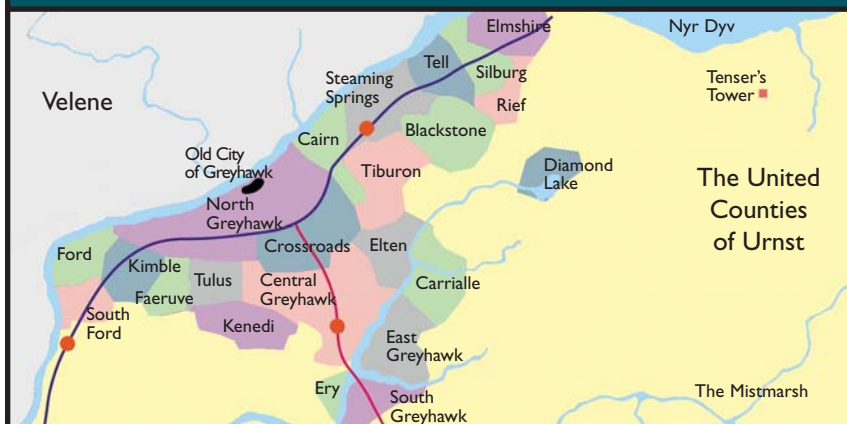 Elmshire
Nyr Dyv
Tell
Silburg
Steaming
Springs
Tenser's
Tower
Rief
Velene
Blackstone
Cairn
Old City
of Greyhawk
Tiburon
Diamond
Lake
The United
Counties
of Urnst
North
Greyhawk
Crossroads
Elten
Ford
Kimble
Tulus
Central
Greyhawk
Carrialle
Faeruve
South
Ford
Kenedi
East
Greyhawk
Ery
South
Greyhawk
The Mistmarsh